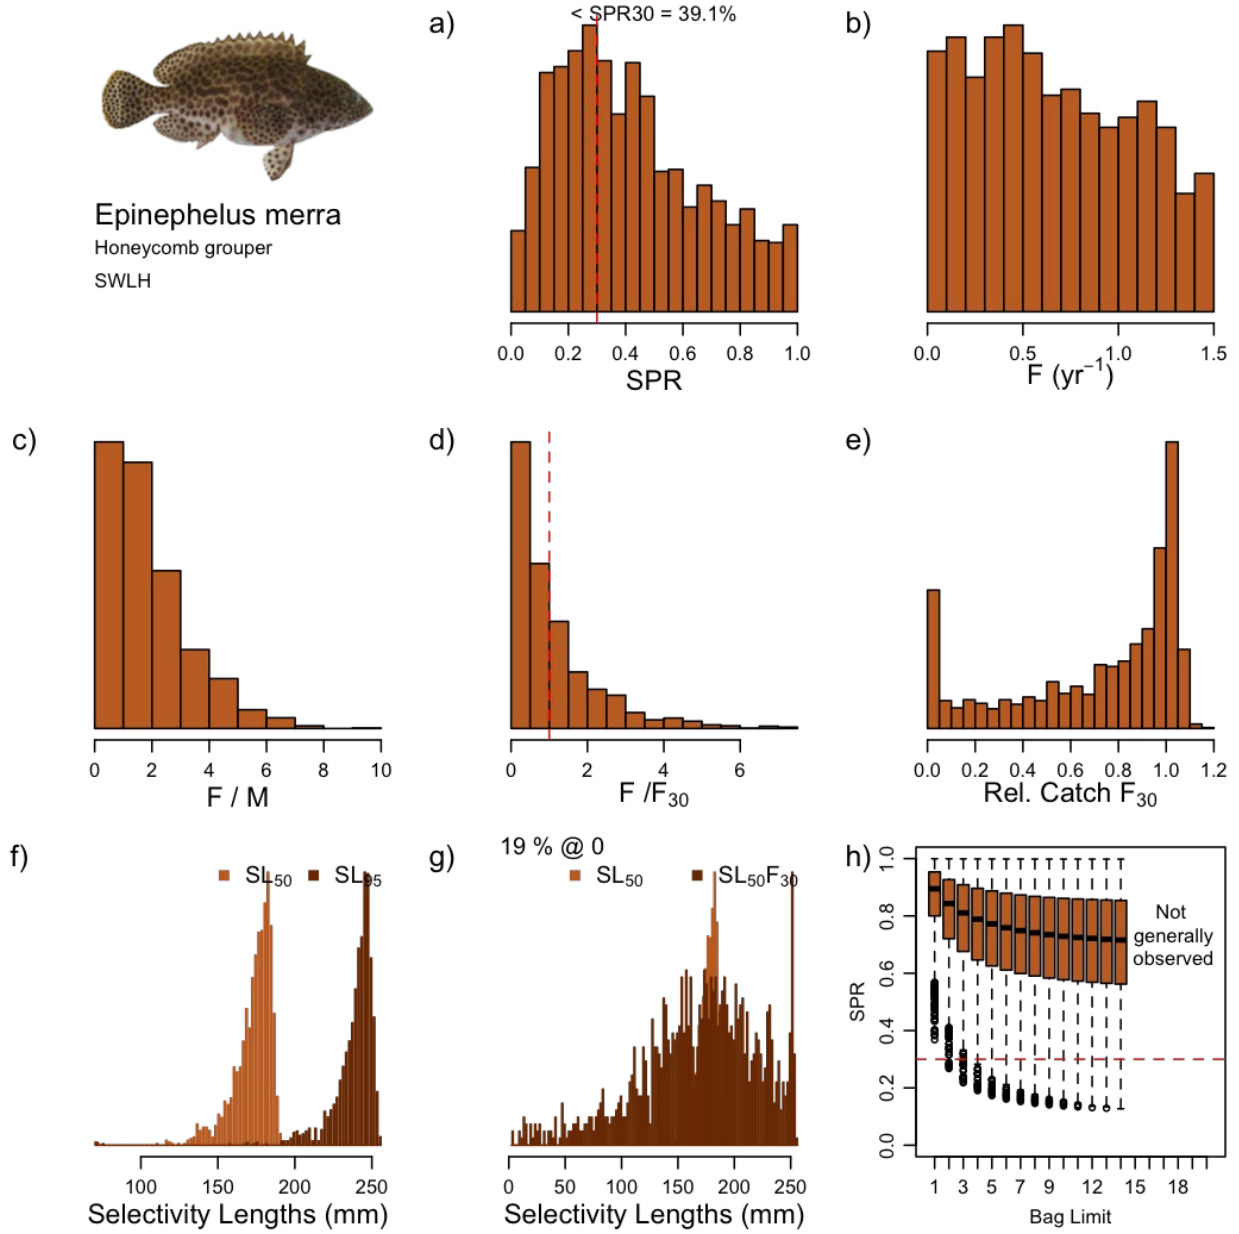 a)
< SPR30 = 39.1%
b)
Epinephelus merra
Honeycomb grouper
SWLH
0.0 0.2 0.4 0.6 0.8 1.0
SPR
0.0 0.5 1.0 1.5
F (yr⁻¹)
c)
d)
e)
0 2 4 6 8 10
F / M
0 2 4 6
F /F₃₀
0.0 0.2 0.4 0.6 0.8 1.0 1.2
Rel. Catch F₃₀
f)
SL₅₀ SL₉₅
100 150 200 250
Selectivity Lengths (mm)
g)
19 % @ 0
SL₅₀ SL₅₀F₃₀
0 50 100 150 200 250
Selectivity Lengths (mm)
h)
1.0
0.8
0.6
0.4
0.2
0.0
SPR
Not
generally
observed
1 3 5 7 9 12 15 18
Bag Limit